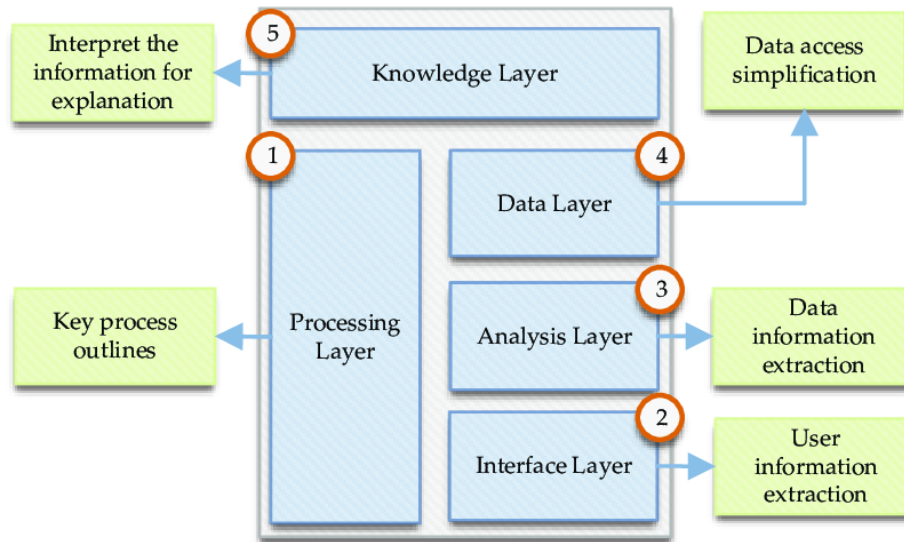 5
Interpret the
information for
explanation
Knowledge Layer
Data access
simplification
1
4
Data Layer
Key process
outlines
Processing
Layer
3
Analysis Layer
Data
information
extraction
2
Interface Layer
User
information
extraction